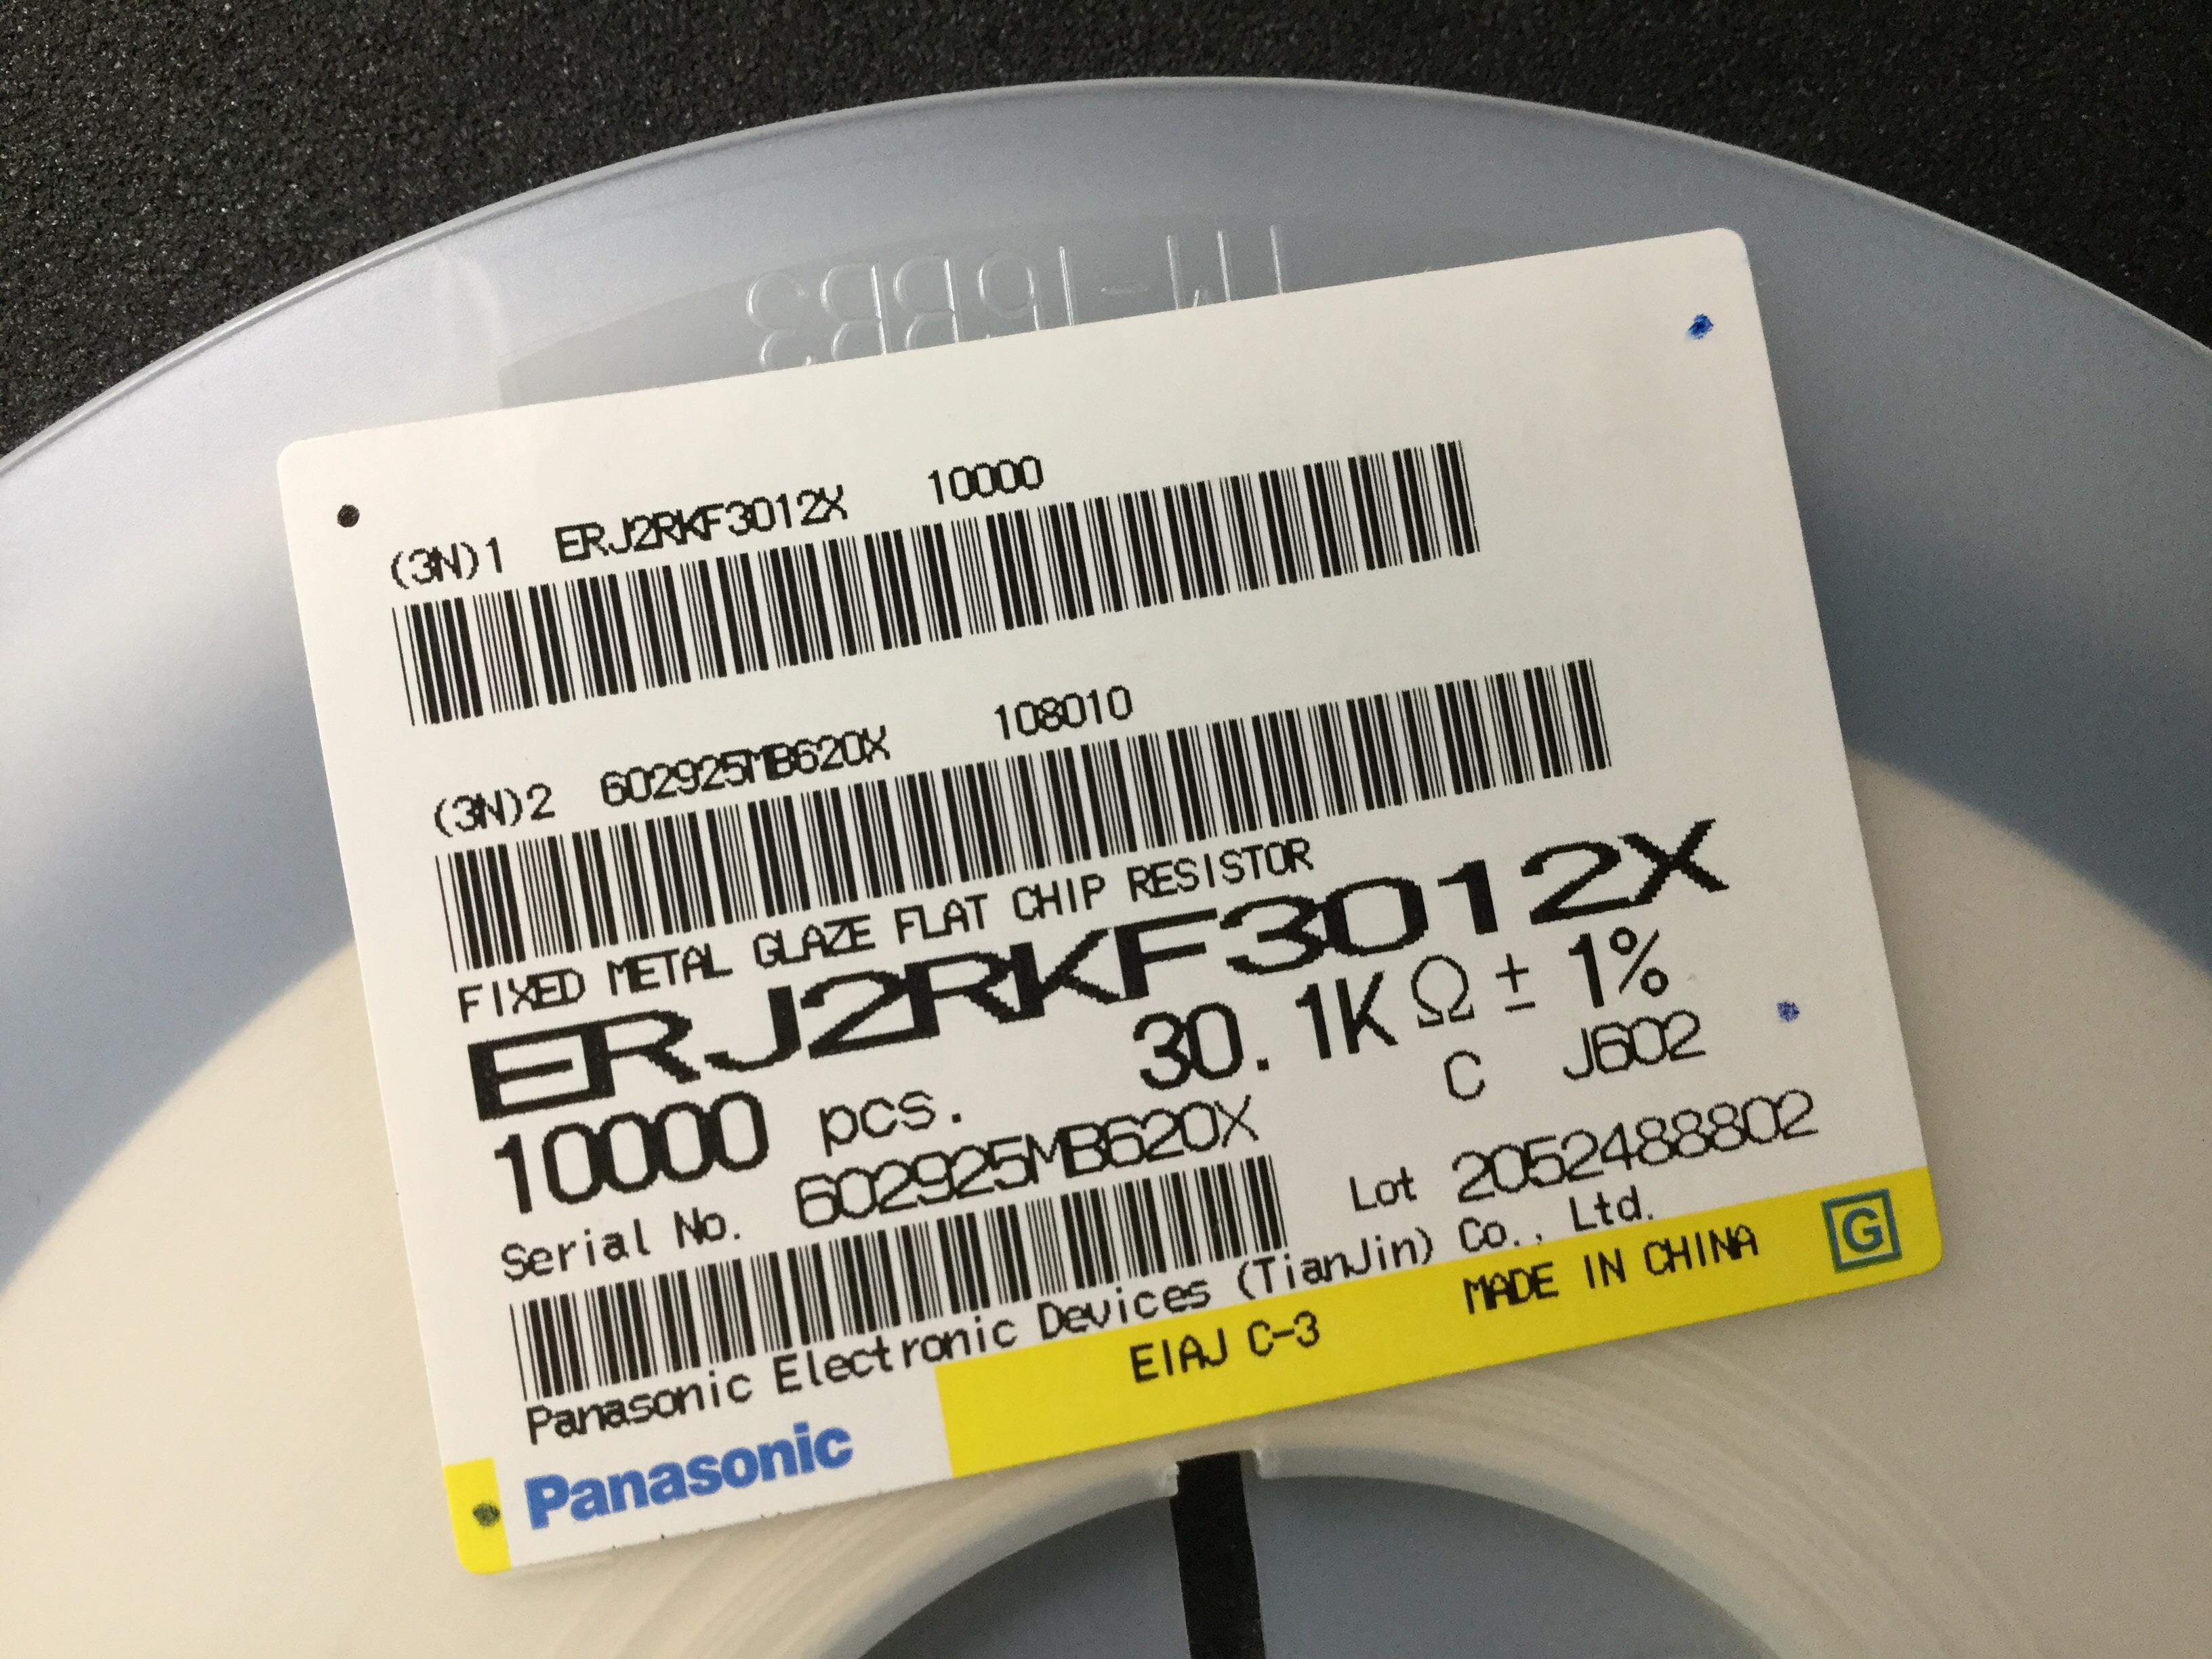 (3N)1 ERJ2RKF3012X 10000
(3N)2 602925MB620X 108010
FIXED METAL GLAZE FLAT CHIP RESISTOR
ERJ2RKF3012X
30.1KΩ ± 1%
10000 pcs. C J602
Serial No. 602925MB620X Lot 2052488802
Panasonic Electronic Devices (TianJin) Co., Ltd.
Panasonic EIAJ C-3 MADE IN CHINA G